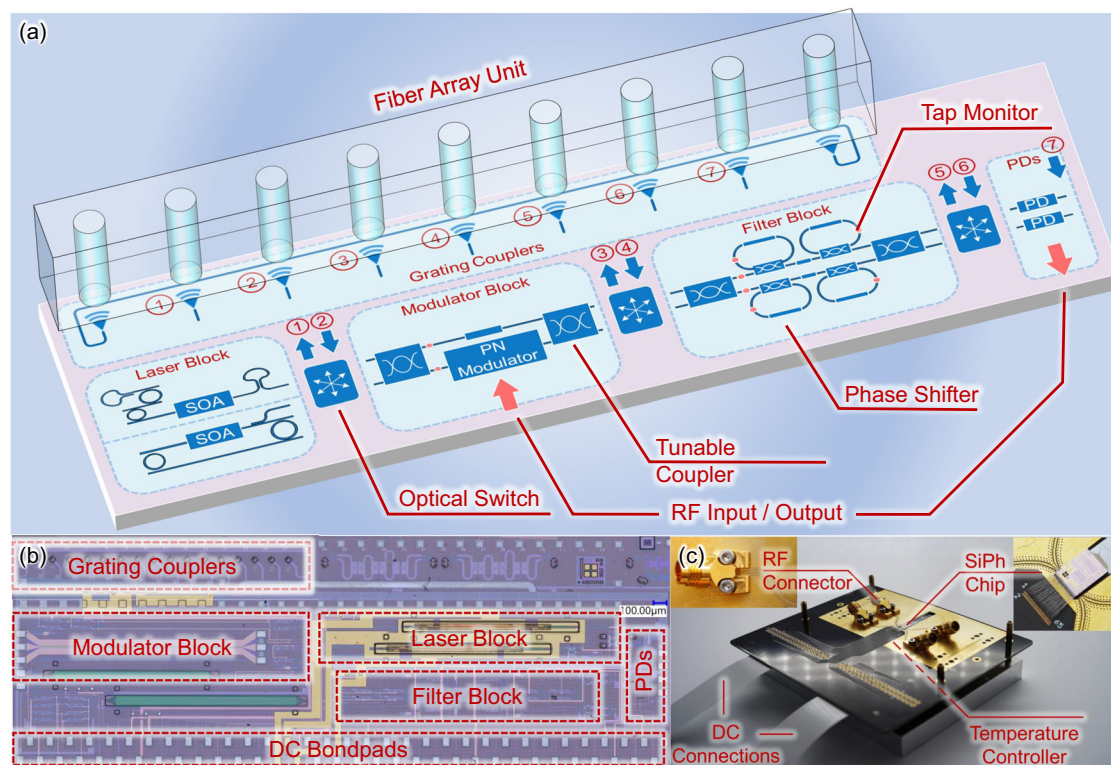 (a)
Fiber Array Unit
Tap Monitor
① ② ③ ④ ⑤ ⑥ ⑦
Grating Couplers
⑤ ⑥
⑦
PDs
PD
PD
Filter Block
③ ④
Modulator Block
PN
Modulator
① ②
Laser Block
SOA
SOA
Phase Shifter
Tunable
Coupler
Optical Switch
RF Input / Output
(b)
Grating Couplers
100.00μm
Modulator Block
Laser Block
Filter Block
PDs
DC Bondpads
(c)
RF
Connector
SiPh
Chip
DC
Connections
Temperature
Controller